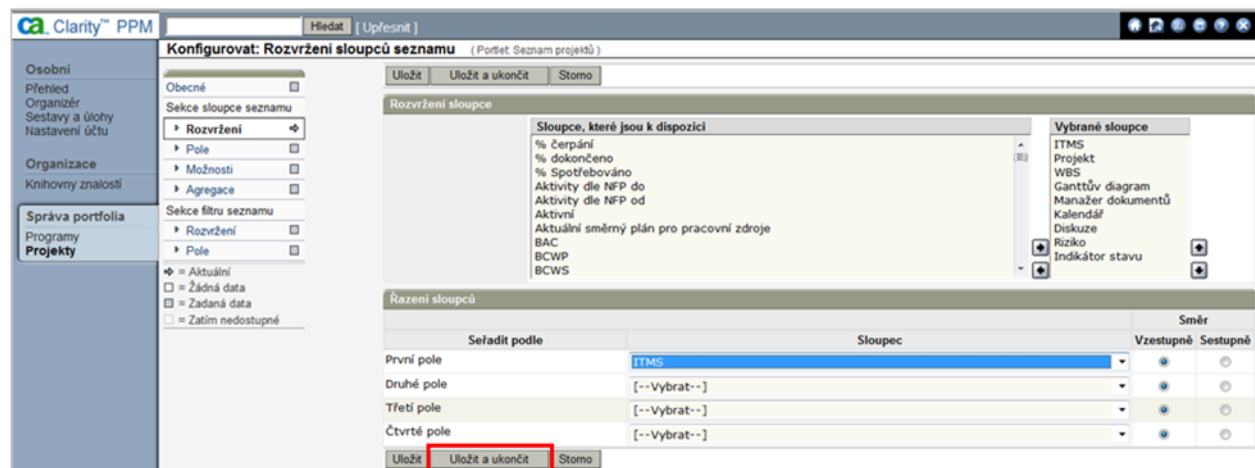 ca Clarity™ PPM
Hledat [ Upřesnit ]
Konfigurovat: Rozvržení sloupců seznamu ( Portlet: Seznam projektů )
Osobní
Přehled
Organizér
Sestavy a úlohy
Nastavení účtu
Organizace
Knihovny znalostí
Správa portfolia
Programy
Projekty
Obecné
Sekce sloupce seznamu
Rozvržení
Pole
Možnosti
Agregace
Sekce filtru seznamu
Rozvržení
Pole
= Aktuální
= Žádná data
= Zadaná data
= Zatím nedostupné
Uložit Uložit a ukončit Storno
Rozvržení sloupce
Sloupce, které jsou k dispozici
% čerpání
% dokončeno
% Spotřebováno
Aktivity dle NFP do
Aktivity dle NFP od
Aktivní
Aktuální směrný plán pro pracovní zdroje
BAC
BCWP
BCWS
Vybrané sloupce
ITMS
Projekt
WBS
Ganttův diagram
Manažer dokumentů
Kalendář
Diskuze
Riziko
Indikátor stavu
Řazení sloupců
Směr
Seřadit podle Sloupec Vzestupně Sestupně
První pole ITMS
Druhé pole [--Vybrat--]
Třetí pole [--Vybrat--]
Čtvrté pole [--Vybrat--]
Uložit Uložit a ukončit Storno